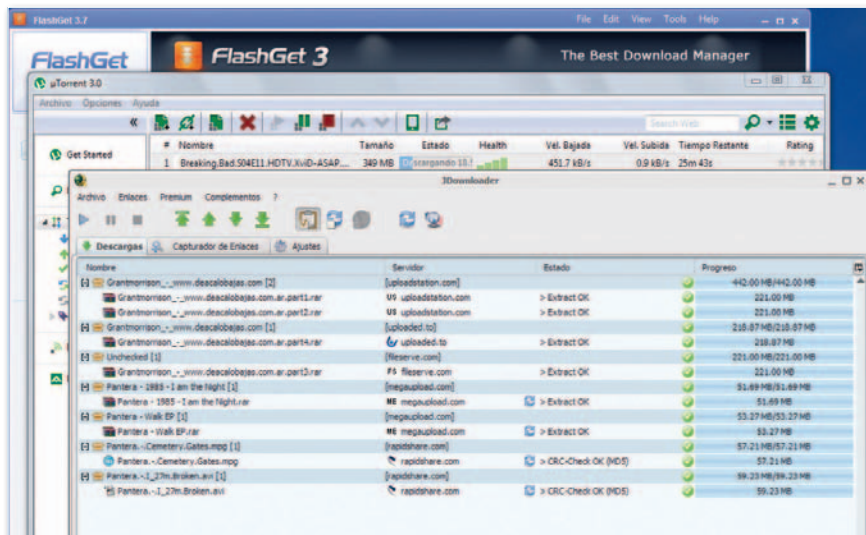 FlashGet 3.7 File Edit View Tools Help
FlashGet FlashGet 3 The Best Download Manager
µTorrent 3.0
Archivo Opciones Ayuda
Search Web
Get Started
# Nombre Tamaño Estado Health Vel. Bajada Vel. Subida Tiempo Restante Rating
1 Breaking.Bad.S04E11.HDTV.XviD-ASAP.... 349 MB 451.7 kB/s 0.9 kB/s 25m 43s
JDownloader
Archivo Enlaces Premium Complementos ?
Descargas Capturador de Enlaces Ajustes
Nombre Servidor Estado Progreso
Grantmorrison_-_www.deacalobajas.com [2] [uploadstation.com] 442.00 MB/442.00 MB
Grantmorrison_-_www.deacalobajas.com.ar.part1.rar US uploadstation.com > Extract OK 221.00 MB
Grantmorrison_-_www.deacalobajas.com.ar.part2.rar US uploadstation.com > Extract OK 221.00 MB
Grantmorrison_-_www.deacalobajas.com [1] [uploaded.to] 218.87 MB/218.87 MB
Grantmorrison_-_www.deacalobajas.com.ar.part4.rar uploaded.to > Extract OK 218.87 MB
Unchecked [1] [fileserve.com] 221.00 MB/221.00 MB
Grantmorrison_-_www.deacalobajas.com.ar.part3.rar FS fileserve.com > Extract OK 221.00 MB
Pantera - 1985 - I am the Night [1] [megaupload.com] 51.69 MB/51.69 MB
Pantera - 1985 - I am the Night.rar ME megaupload.com > Extract OK 51.69 MB
Pantera - Walk EP [1] [megaupload.com] 53.27 MB/53.27 MB
Pantera - Walk EP.rar ME megaupload.com > Extract OK 53.27 MB
Pantera.-.Cemetery.Gates.mpg [1] [rapidshare.com] 57.21 MB/57.21 MB
Pantera.-.Cemetery.Gates.mpg rapidshare.com > CRC-Check OK (MD5) 57.21 MB
Pantera.-.I_27m.Broken.avi [1] [rapidshare.com] 59.23 MB/59.23 MB
Pantera.-.I_27m.Broken.avi rapidshare.com > CRC-Check OK (MD5) 59.23 MB